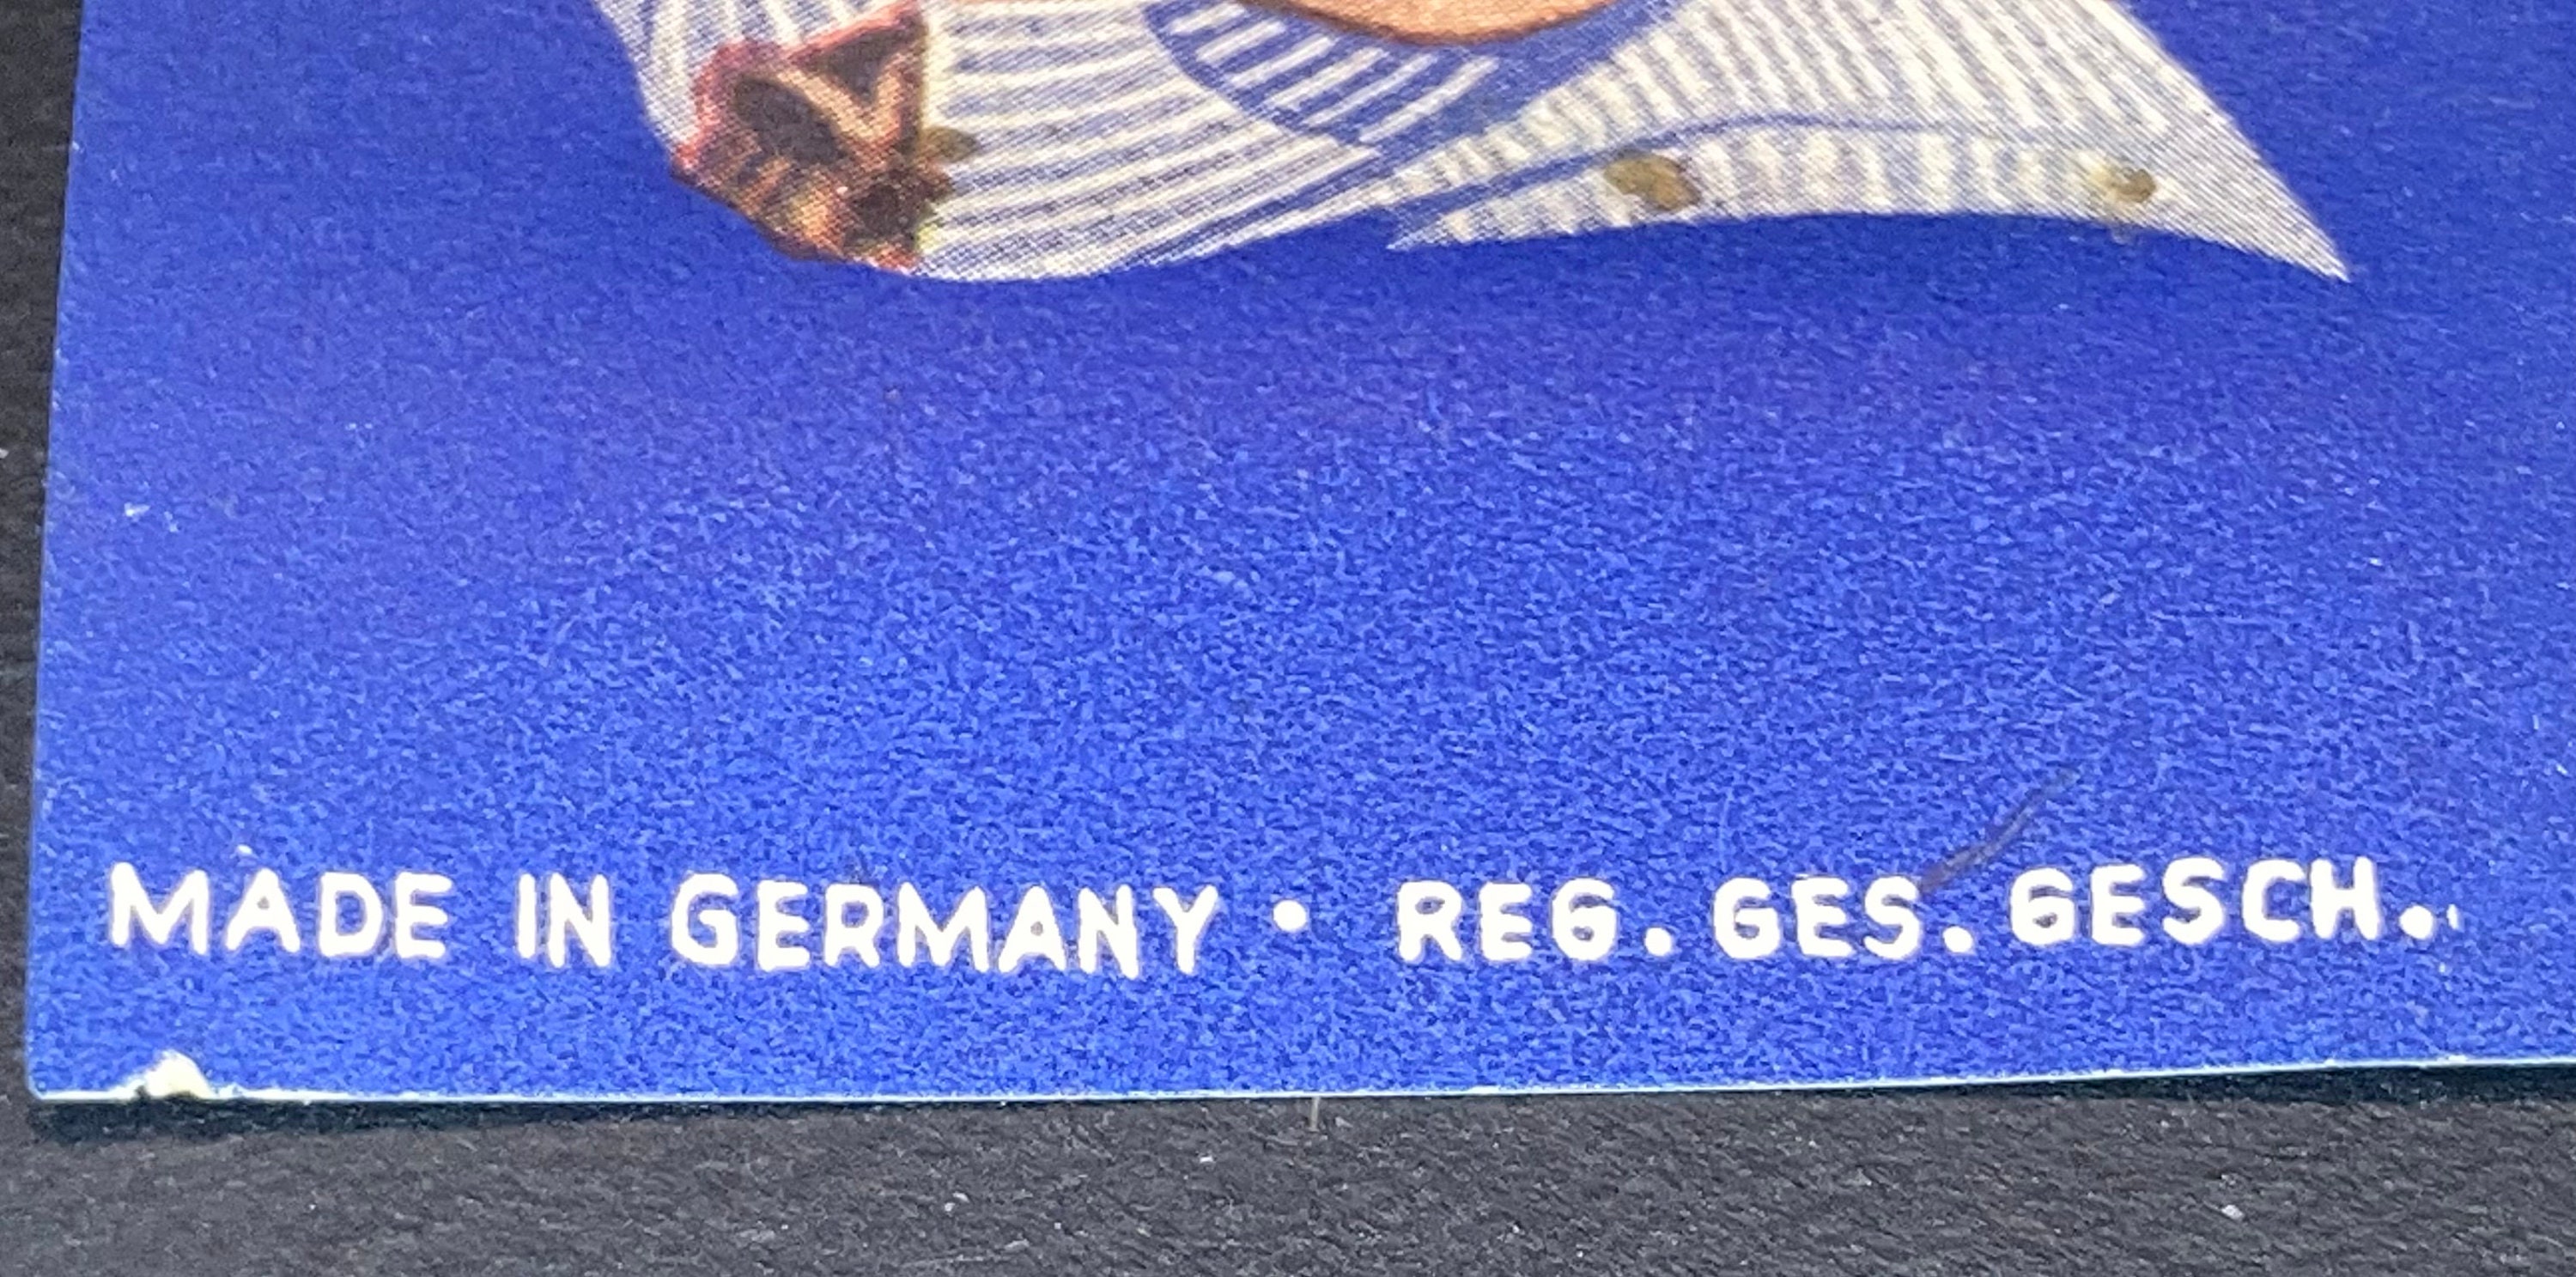 MADE IN GERMANY • REG. GES. GESCH.